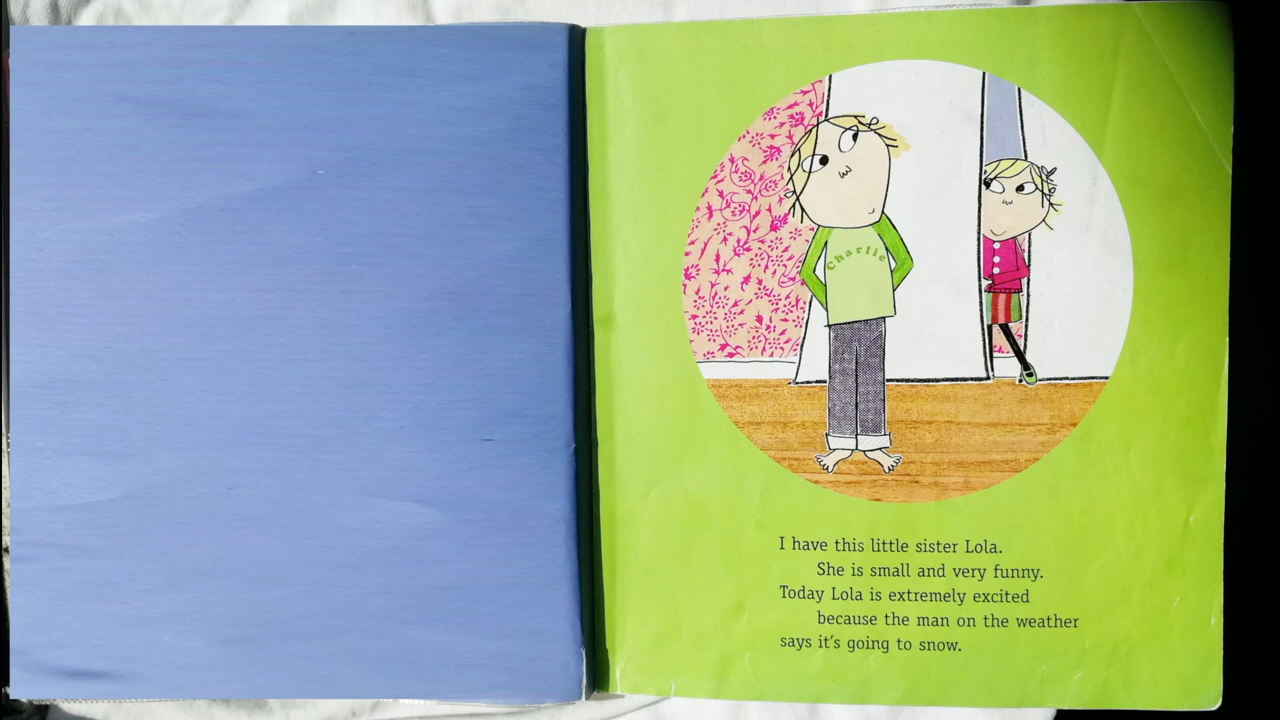 Charlie
I have this little sister Lola.
She is small and very funny.
Today Lola is extremely excited
because the man on the weather
says it's going to snow.